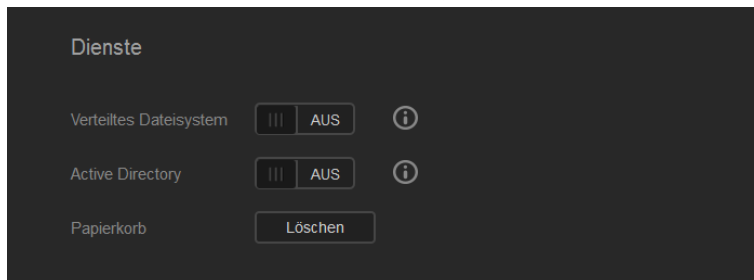 Dienste
Verteiltes Dateisystem AUS
Active Directory AUS
Papierkorb Löschen